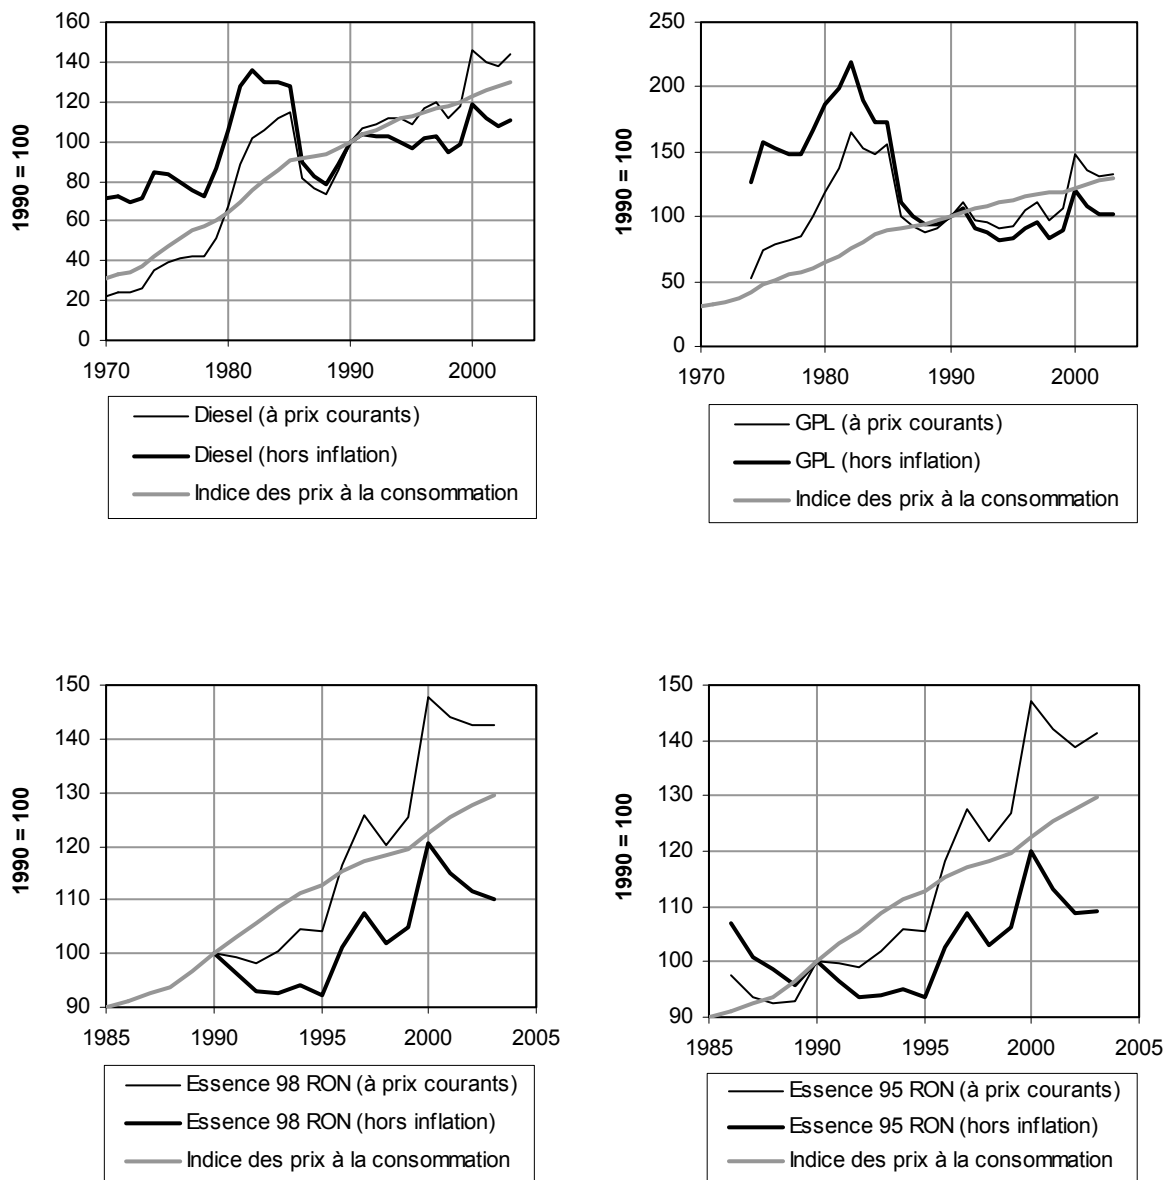 1990 = 100
160
140
120
100
80
60
40
20
0
1970 1980 1990 2000
Diesel (à prix courants)
Diesel (hors inflation)
Indice des prix à la consommation
1990 = 100
250
200
150
100
50
0
1970 1980 1990 2000
GPL (à prix courants)
GPL (hors inflation)
Indice des prix à la consommation
1990 = 100
150
140
130
120
110
100
90
1985 1990 1995 2000 2005
Essence 98 RON (à prix courants)
Essence 98 RON (hors inflation)
Indice des prix à la consommation
1990 = 100
150
140
130
120
110
100
90
1985 1990 1995 2000 2005
Essence 95 RON (à prix courants)
Essence 95 RON (hors inflation)
Indice des prix à la consommation